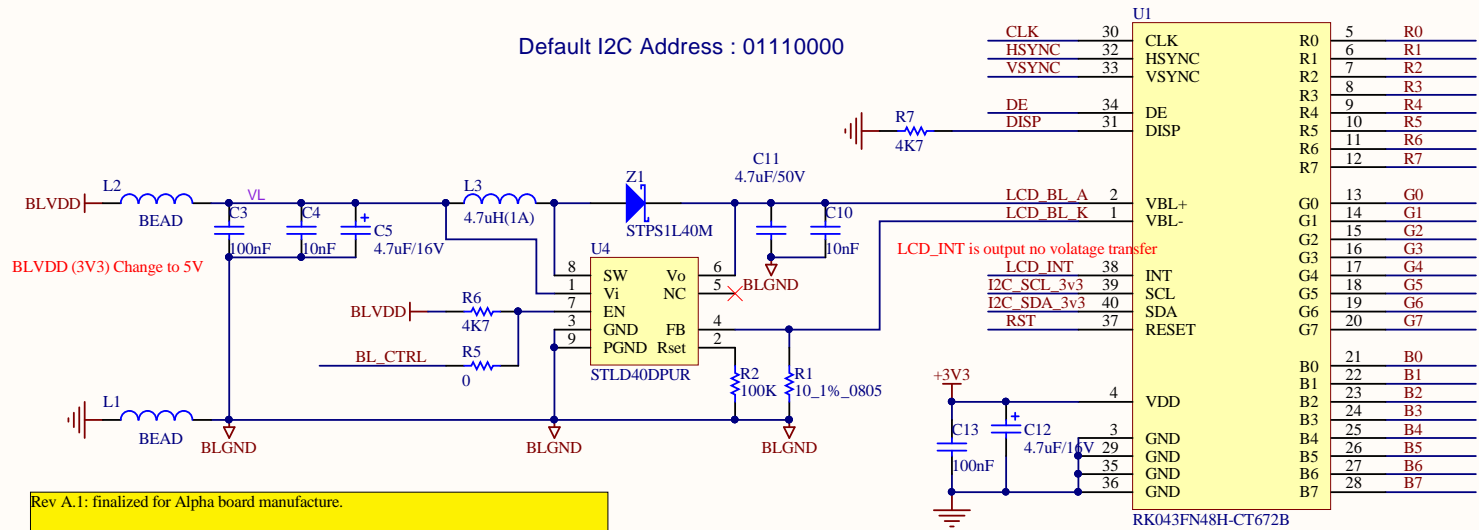 Default I2C Address : 01110000
U1
CLK 30 CLK R0 5 R0
HSYNC 32 HSYNC R1 6 R1
VSYNC 33 VSYNC R2 7 R2
R3 8 R3
DE 34 DE R4 9 R4
DISP 31 DISP R5 10 R5
R6 11 R6
R7 12 R7
R7
4K7
C11
4.7uF/50V
LCD_BL_A 2 VBL+ G0 13 G0
LCD_BL_K 1 VBL- G1 14 G1
G2 15 G2
LCD_INT is output no volatage transfer
G3 16 G3
LCD_INT 38 INT G4 17 G4
I2C_SCL_3v3 39 SCL G5 18 G5
I2C_SDA_3v3 40 SDA G6 19 G6
RST 37 RESET G7 20 G7
B0 21 B0
B1 22 B1
+3V3
4 VDD B2 23 B2
B3 24 B3
3 GND B4 25 B4
29 GND B5 26 B5
35 GND B6 27 B6
36 GND B7 28 B7
C13
100nF
C12
4.7uF/16V
RK043FN48H-CT672B
BLVDD
L2
BEAD
VL
C3
100nF
C4
10nF
C5
4.7uF/16V
L3
4.7uH(1A)
Z1
STPS1L40M
C10
10nF
BLGND
BLVDD (3V3) Change to 5V
U4
8 SW Vo 6
1 Vi NC 5
7 EN
3 GND FB 4
9 PGND Rset 2
STLD40DPUR
BLVDD
R6
4K7
BL_CTRL
R5
0
R2
100K
R1
10_1%_0805
L1
BEAD
BLGND
BLGND
BLGND
Rev A.1: finalized for Alpha board manufacture.